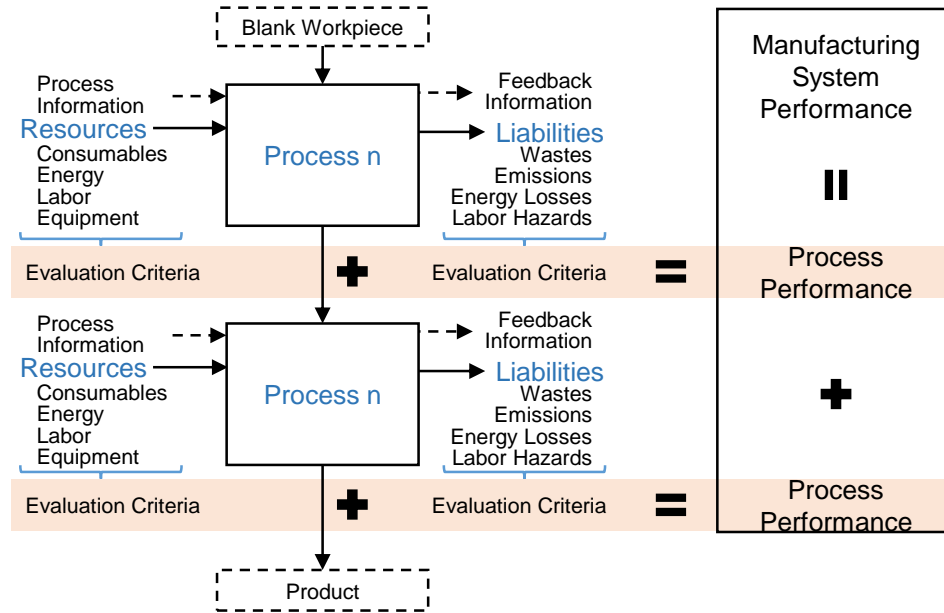 Blank Workpiece
Process
Information
Resources
Consumables
Energy
Labor
Equipment
Process n
Feedback
Information
Liabilities
Wastes
Emissions
Energy Losses
Labor Hazards
Evaluation Criteria
+
Evaluation Criteria
=
Process
Performance
Manufacturing
System
Performance
=
+
Process
Information
Resources
Consumables
Energy
Labor
Equipment
Process n
Feedback
Information
Liabilities
Wastes
Emissions
Energy Losses
Labor Hazards
Evaluation Criteria
+
Evaluation Criteria
=
Process
Performance
Product